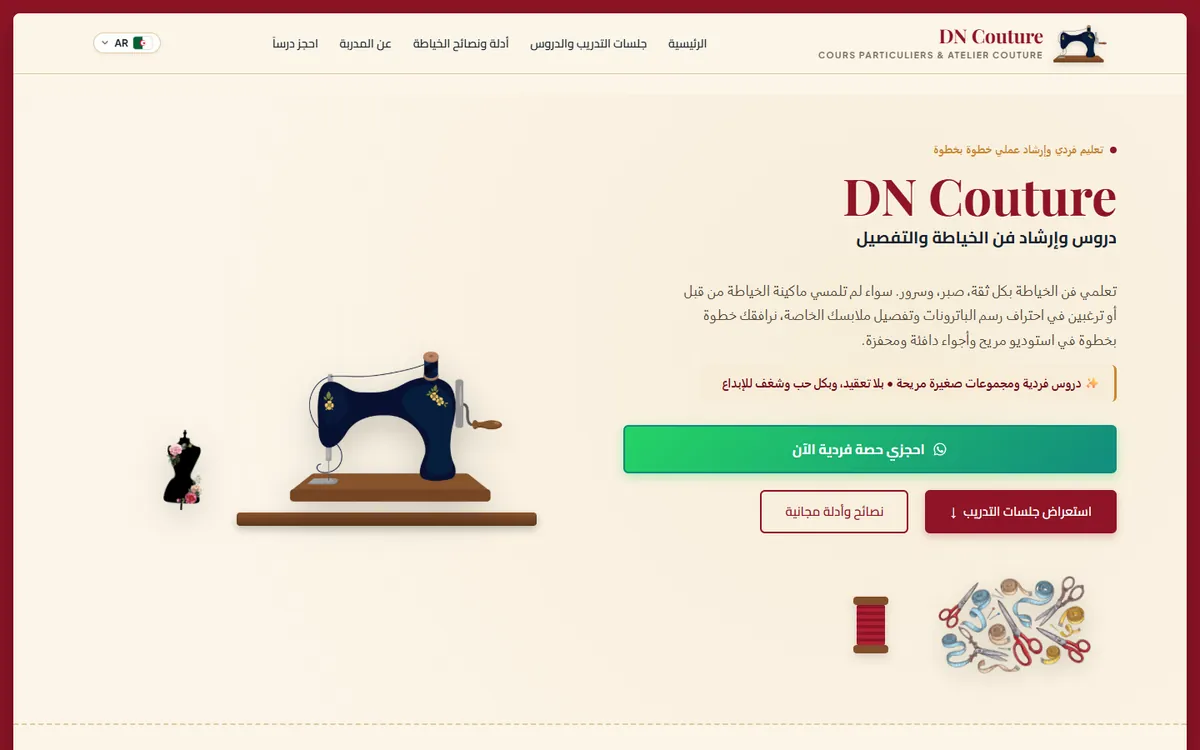 DN Couture
COURS PARTICULIERS & ATELIER COUTURE
الرئيسية
جلسات التدريب والدروس
أدلة ونصائح الخياطة
عن المدربة
احجز درساً
AR
تعليم فردي وإرشاد عملي خطوة بخطوة
DN Couture
دروس وإرشاد فن الخياطة والتفصيل
تعلمي فن الخياطة بكل ثقة، صبر، وسرور. سواء لم تلمسي ماكينة الخياطة من قبل
أو ترغبين في احتراف رسم الباترونات وتفصيل ملابسك الخاصة، نرافقك خطوة
بخطوة في استوديو مريح وأجواء دافئة ومحفزة.
✨ دروس فردية ومجموعات صغيرة مريحة • بلا تعقيد، وبكل حب وشغف للإبداع
احجزي حصة فردية الآن
استعراض جلسات التدريب ↓
نصائح وأدلة مجانية